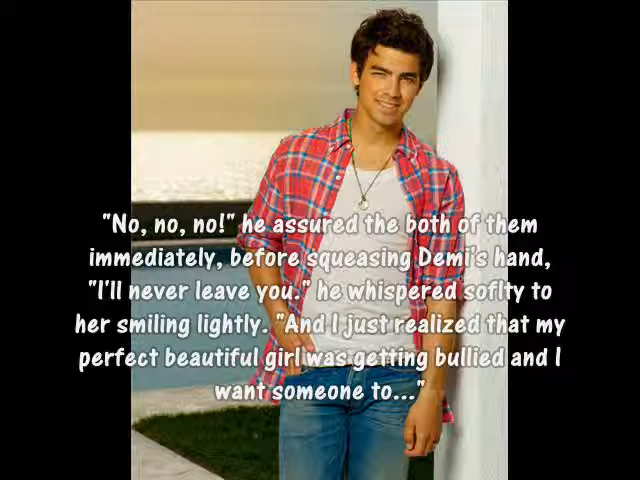 "No, no, no!" he assured the both of them
immediately, before squeasing Demi's hand,
"I'll never leave you." he whispered soflty to
her smiling lightly. "And I just realized that my
perfect beautiful girl was getting bullied and I
want someone to..."